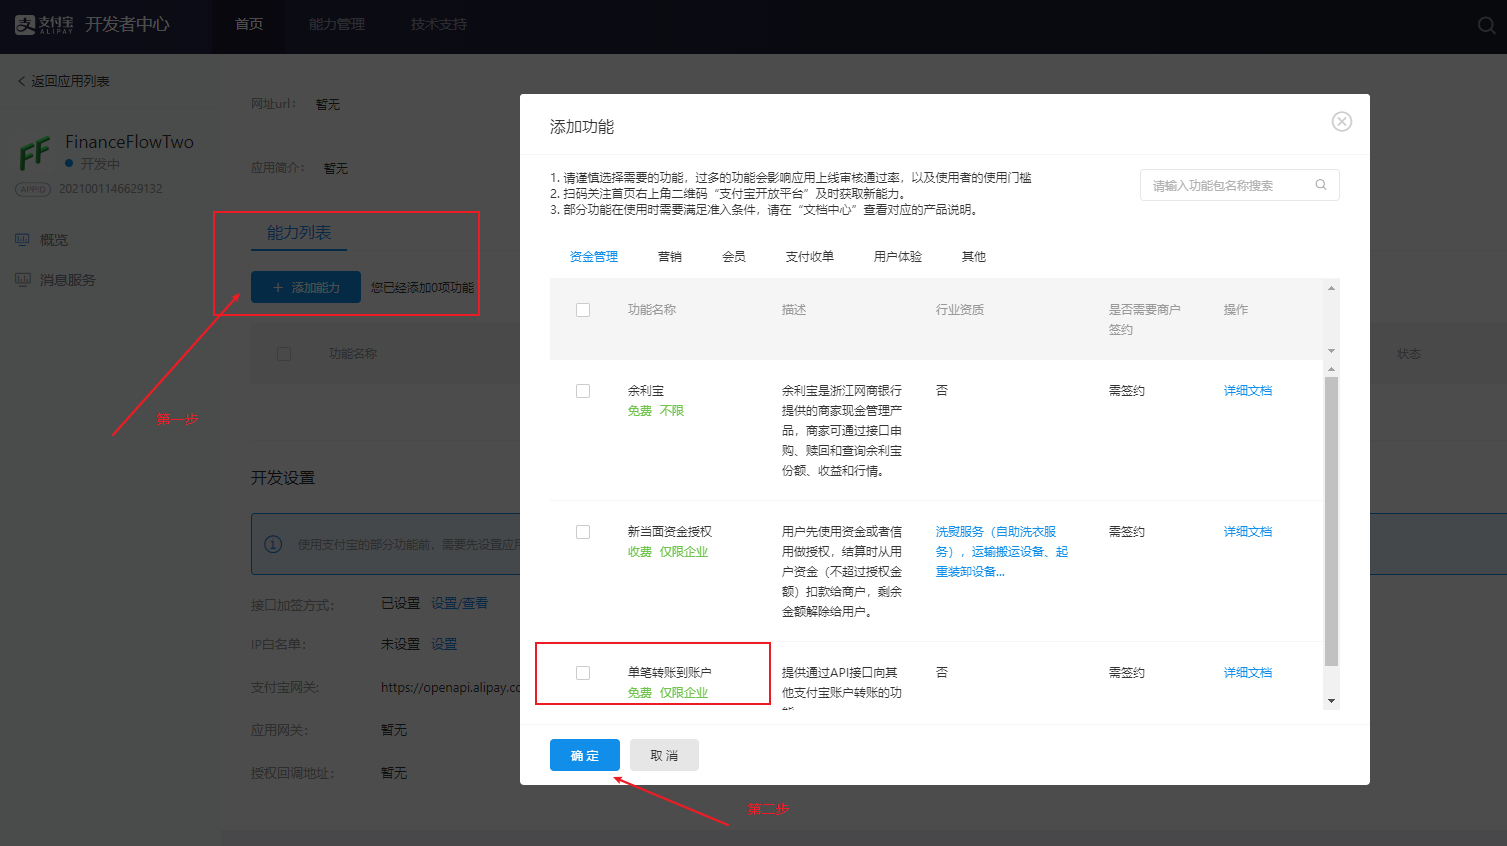 支付宝
ALIPAY
开发者中心
首页
能力管理
技术支持
返回应用列表
FinanceFlowTwo
开发中
APPID
2021001146629132
概览
消息服务
网址url：
暂无
应用简介：
暂无
能力列表
+ 添加能力
您已经添加0项功能
功能名称
状态
第一步
开发设置
使用支付宝的部分功能前，需要先设置应
接口加签方式：
已设置
设置/查看
IP白名单：
未设置
设置
支付宝网关:
https://openapi.alipay.co
应用网关：
暂无
授权回调地址：
暂无
添加功能
1. 请谨慎选择需要的功能，过多的功能会影响应用上线审核通过率，以及使用者的使用门槛
2. 扫码关注首页右上角二维码“支付宝开放平台”及时获取新能力。
3. 部分功能在使用时需要满足准入条件，请在“文档中心”查看对应的产品说明。
请输入功能包名称搜索
资金管理
营销
会员
支付收单
用户体验
其他
功能名称
描述
行业资质
是否需要商户
签约
操作
余利宝
免费 不限
余利宝是浙江网商银行
提供的商家现金管理产
品，商家可通过接口申
购、赎回和查询余利宝
份额、收益和行情。
否
需签约
详细文档
新当面资金授权
收费 仅限企业
用户先使用资金或者信
用做授权，结算时从用
户资金（不超过授权金
额）扣款给商户，剩余
金额解除给用户。
洗熨服务（自助洗衣服
务），运输搬运设备、起
重装卸设备...
需签约
详细文档
单笔转账到账户
免费 仅限企业
提供通过API接口向其
他支付宝账户转账的功
能
否
需签约
详细文档
确 定
取 消
第二步